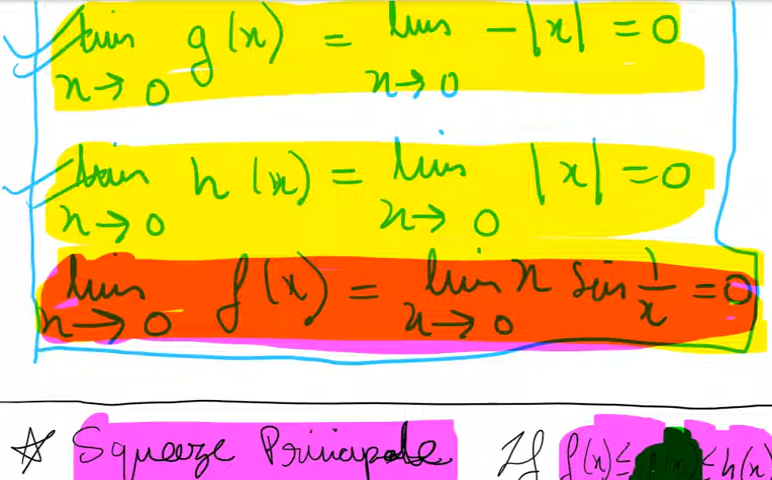 lim g(x) = lim -|x| = 0
x→0 x→0
lim h(x) = lim |x| = 0
x→0 x→0
lim f(x) = lim x sin 1/x = 0
x→0 x→0
☆ Squeeze Principle If f(x) ≤ ≤ h(x)